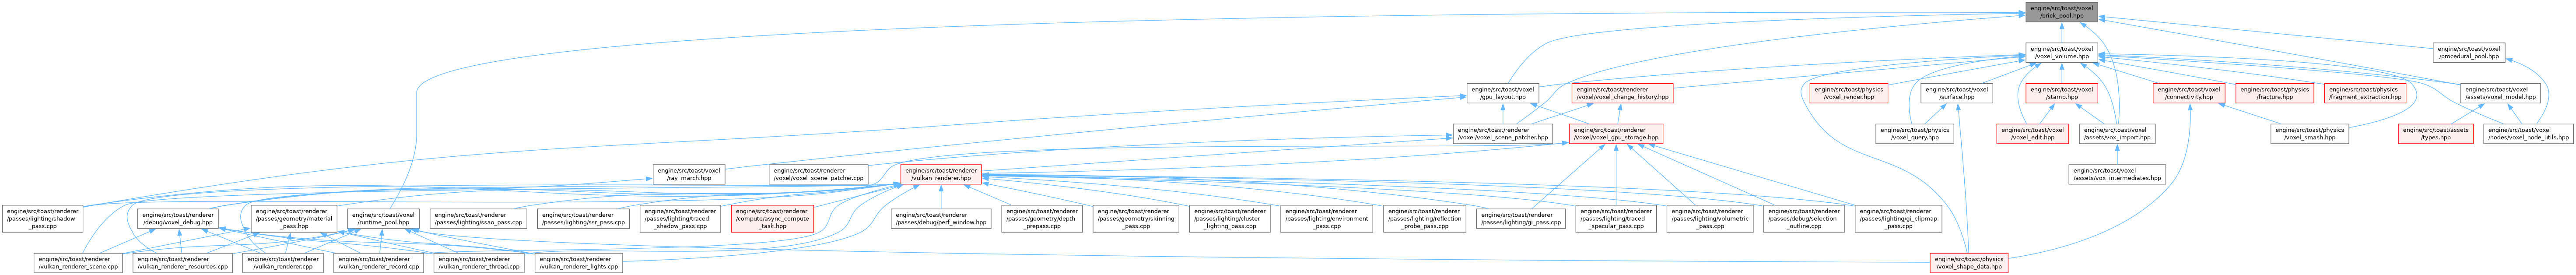 engine/src/toast/voxel
/brick_pool.hpp
engine/src/toast/voxel
/voxel_volume.hpp
engine/src/toast/voxel
/procedural_pool.hpp
engine/src/toast/voxel
/gpu_layout.hpp
engine/src/toast/renderer
/voxel/voxel_change_history.hpp
engine/src/toast/physics
/voxel_render.hpp
engine/src/toast/voxel
/surface.hpp
engine/src/toast/voxel
/stamp.hpp
engine/src/toast/voxel
/connectivity.hpp
engine/src/toast/physics
/fracture.hpp
engine/src/toast/physics
/fragment_extraction.hpp
engine/src/toast/voxel
/assets/voxel_model.hpp
engine/src/toast/renderer
/voxel/voxel_scene_patcher.hpp
engine/src/toast/renderer
/voxel/voxel_gpu_storage.hpp
engine/src/toast/physics
/voxel_query.hpp
engine/src/toast/voxel
/voxel_edit.hpp
engine/src/toast/voxel
/assets/vox_import.hpp
engine/src/toast/physics
/voxel_smash.hpp
engine/src/toast/assets
/types.hpp
engine/src/toast/voxel
/nodes/voxel_node_utils.hpp
engine/src/toast/voxel
/ray_march.hpp
engine/src/toast/renderer
/voxel/voxel_scene_patcher.cpp
engine/src/toast/renderer
/vulkan_renderer.hpp
engine/src/toast/voxel
/assets/vox_intermediates.hpp
engine/src/toast/renderer
/passes/lighting/shadow
_pass.cpp
engine/src/toast/renderer
/debug/voxel_debug.hpp
engine/src/toast/renderer
/passes/geometry/material
_pass.hpp
engine/src/toast/voxel
/runtime_pool.hpp
engine/src/toast/renderer
/passes/lighting/ssao_pass.cpp
engine/src/toast/renderer
/passes/lighting/ssr_pass.cpp
engine/src/toast/renderer
/passes/lighting/traced
_shadow_pass.cpp
engine/src/toast/renderer
/compute/async_compute
_task.hpp
engine/src/toast/renderer
/passes/debug/perf_window.hpp
engine/src/toast/renderer
/passes/geometry/depth
_prepass.cpp
engine/src/toast/renderer
/passes/geometry/skinning
_pass.cpp
engine/src/toast/renderer
/passes/lighting/cluster
_lighting_pass.cpp
engine/src/toast/renderer
/passes/lighting/environment
_pass.cpp
engine/src/toast/renderer
/passes/lighting/reflection
_probe_pass.cpp
engine/src/toast/renderer
/passes/lighting/gi_pass.cpp
engine/src/toast/renderer
/passes/lighting/traced
_specular_pass.cpp
engine/src/toast/renderer
/passes/lighting/volumetric
_pass.cpp
engine/src/toast/renderer
/passes/debug/selection
_outline.cpp
engine/src/toast/renderer
/passes/lighting/gi_clipmap
_pass.cpp
engine/src/toast/renderer
/vulkan_renderer_scene.cpp
engine/src/toast/renderer
/vulkan_renderer_resources.cpp
engine/src/toast/renderer
/vulkan_renderer.cpp
engine/src/toast/renderer
/vulkan_renderer_record.cpp
engine/src/toast/renderer
/vulkan_renderer_thread.cpp
engine/src/toast/renderer
/vulkan_renderer_lights.cpp
engine/src/toast/physics
/voxel_shape_data.hpp